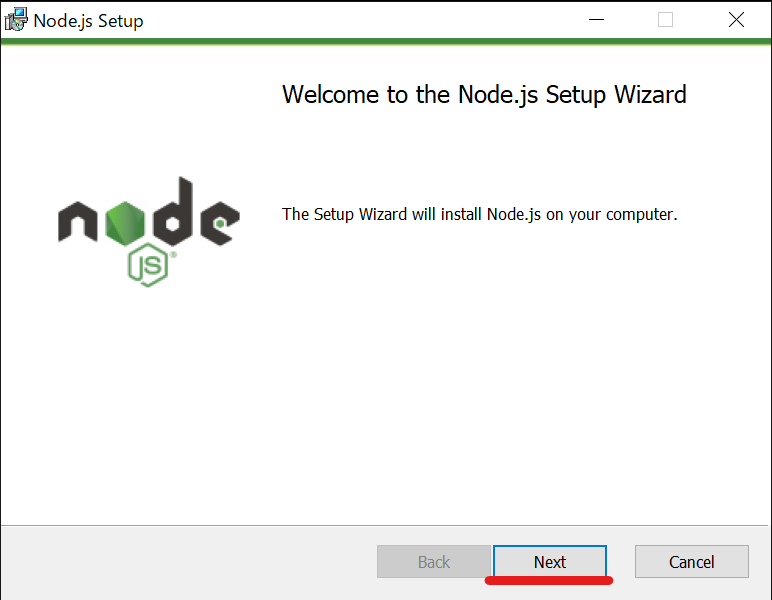 Node.js Setup
Welcome to the Node.js Setup Wizard
node
JS®
The Setup Wizard will install Node.js on your computer.
Back
Next
Cancel